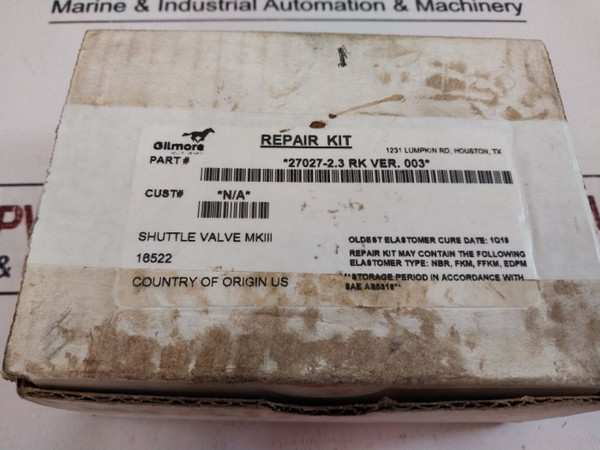 Marine & Industrial Automation & Machinery
Gilmore
REPAIR KIT
1231 LUMPKIN RD, HOUSTON, TX
PART# *27027-2.3 RK VER. 003*
CUST# *N/A*
SHUTTLE VALVE MKIII
16522
COUNTRY OF ORIGIN US
OLDEST ELASTOMER CURE DATE: 1Q19
REPAIR KIT MAY CONTAIN THE FOLLOWING
ELASTOMER TYPE: NBR, FKM, FFKM, EDPM
**STORAGE PERIOD IN ACCORDANCE WITH
SAE AS5316**
&